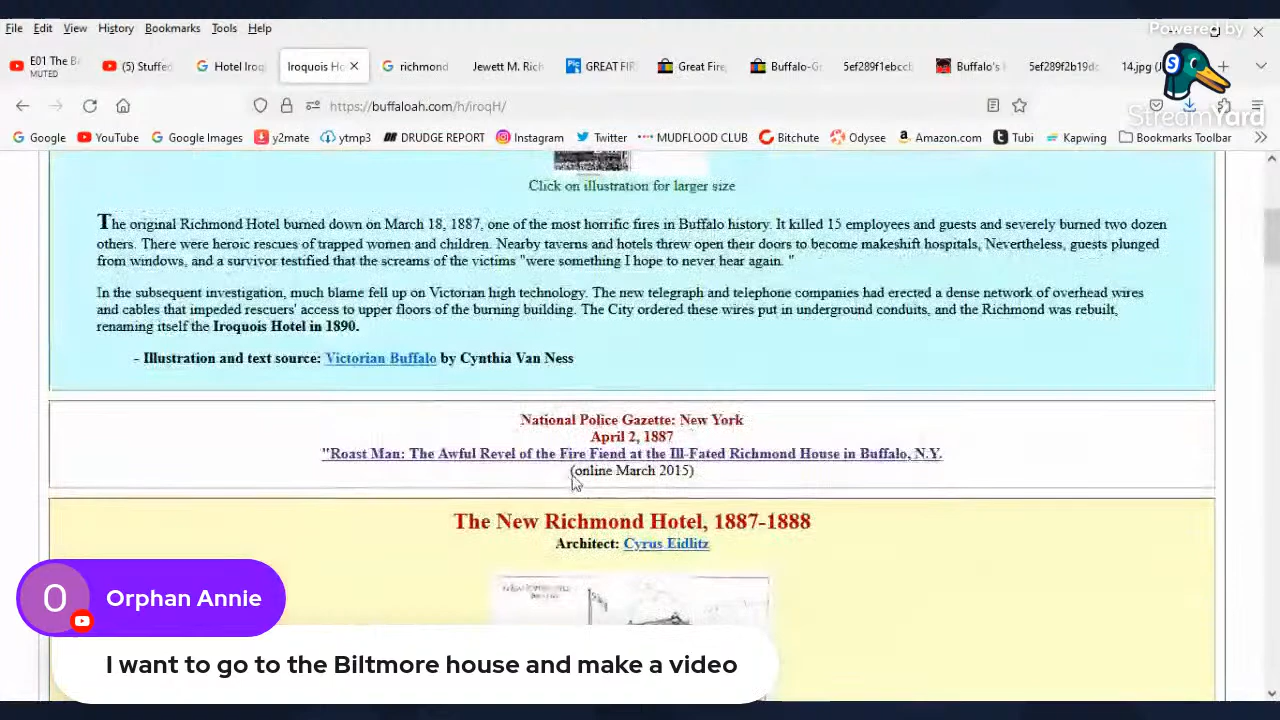 File Edit View History Bookmarks Tools Help
Powered by
E01 The Ba
MUTED
(5) Stuffed
Hotel Iroq
Iroquois Ho
richmond
Jewett M. Rich
GREAT FIR
Great Fire
Buffalo-Gr
5ef289f1ebccb
Buffalo's
5ef289f2b19dc
14.jpg (J
https://buffaloah.com/h/iroqH/
StreamYard
Google YouTube Google Images y2mate ytmp3 DRUDGE REPORT Instagram Twitter MUDFLOOD CLUB Bitchute Odysee Amazon.com Tubi Kapwing Bookmarks Toolbar
Click on illustration for larger size
The original Richmond Hotel burned down on March 18, 1887, one of the most horrific fires in Buffalo history. It killed 15 employees and guests and severely burned two dozen
others. There were heroic rescues of trapped women and children. Nearby taverns and hotels threw open their doors to become makeshift hospitals, Nevertheless, guests plunged
from windows, and a survivor testified that the screams of the victims "were something I hope to never hear again. "
In the subsequent investigation, much blame fell up on Victorian high technology. The new telegraph and telephone companies had erected a dense network of overhead wires
and cables that impeded rescuers' access to upper floors of the burning building. The City ordered these wires put in underground conduits, and the Richmond was rebuilt,
renaming itself the Iroquois Hotel in 1890.
- Illustration and text source: Victorian Buffalo by Cynthia Van Ness
National Police Gazette: New York
April 2, 1887
"Roast Man: The Awful Revel of the Fire Fiend at the Ill-Fated Richmond House in Buffalo, N.Y.
(online March 2015)
The New Richmond Hotel, 1887-1888
Architect: Cyrus Eidlitz
O
Orphan Annie
I want to go to the Biltmore house and make a video